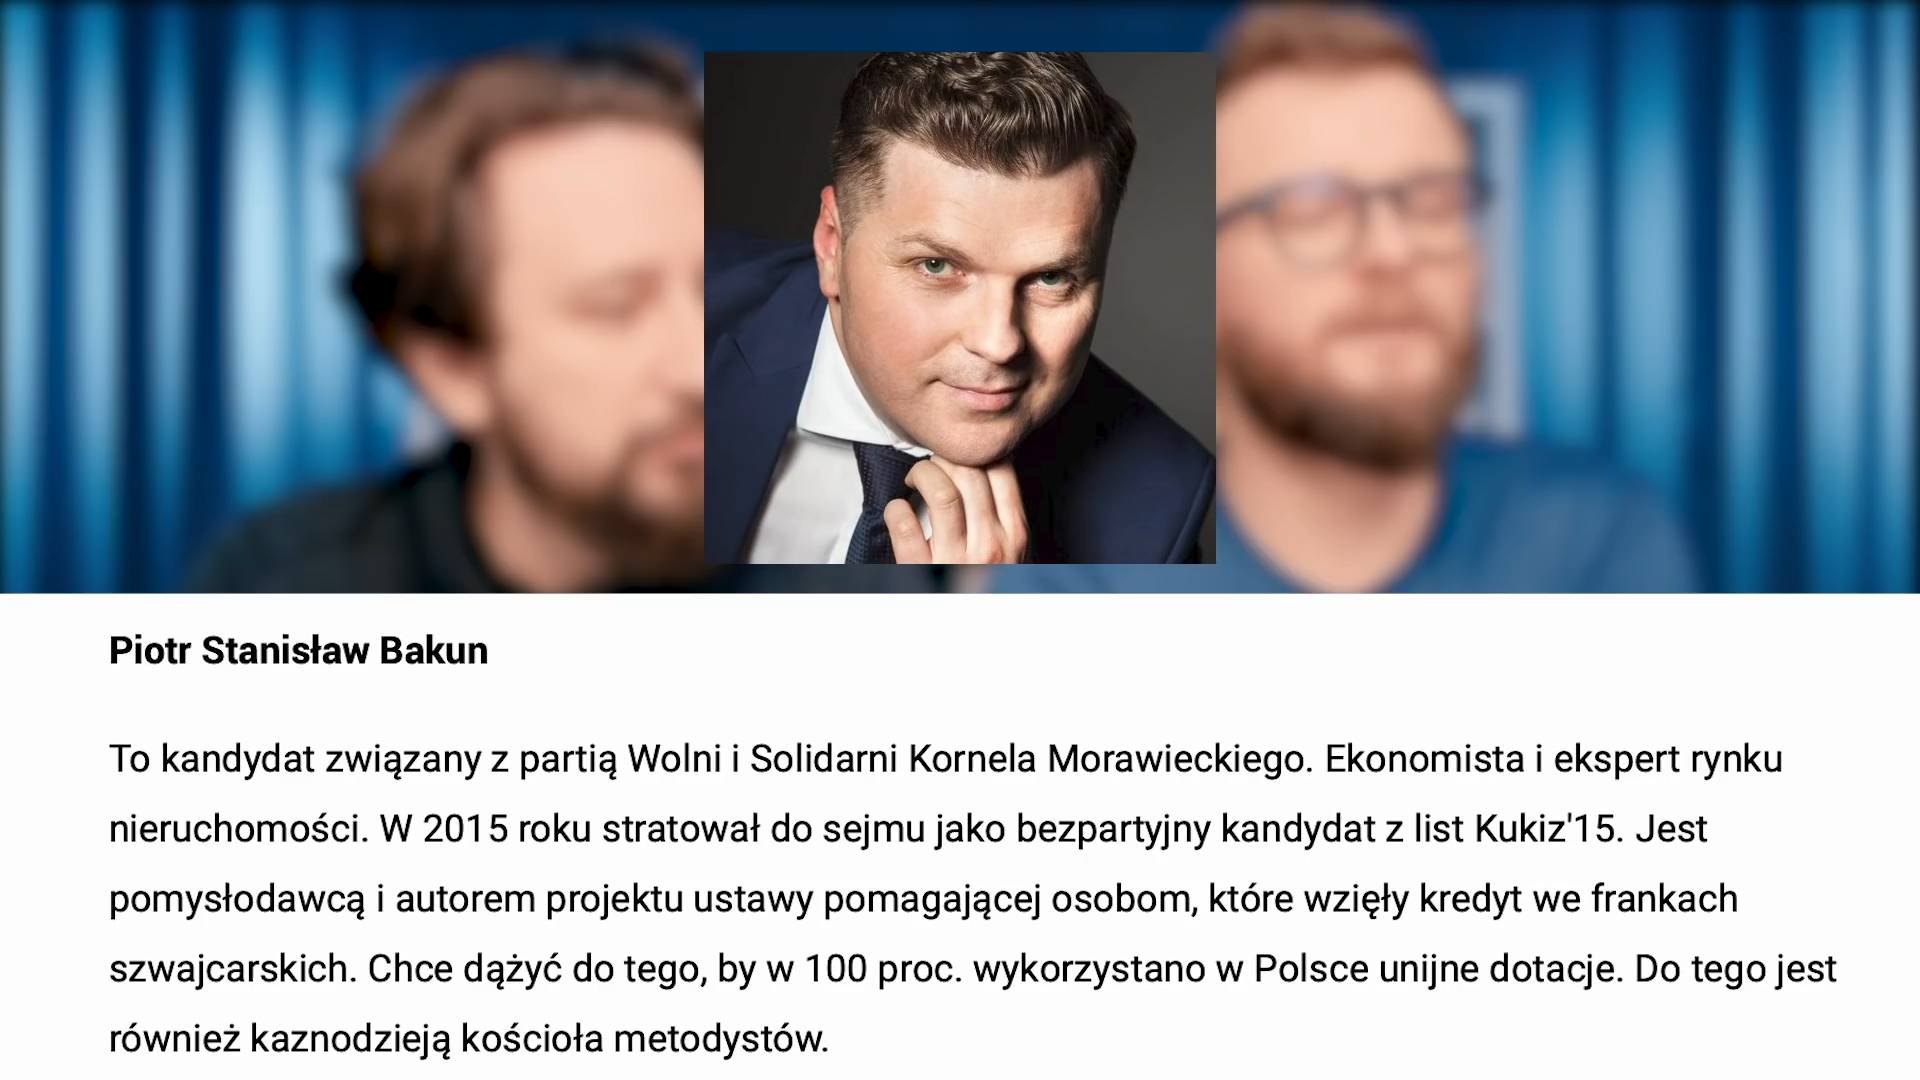 Piotr Stanisław Bakun
To kandydat związany z partią Wolni i Solidarni Kornela Morawieckiego. Ekonomista i ekspert rynku
nieruchomości. W 2015 roku stratował do sejmu jako bezpartyjny kandydat z list Kukiz'15. Jest
pomysłodawcą i autorem projektu ustawy pomagającej osobom, które wzięły kredyt we frankach
szwajcarskich. Chce dążyć do tego, by w 100 proc. wykorzystano w Polsce unijne dotacje. Do tego jest
również kaznodzieją kościoła metodystów.